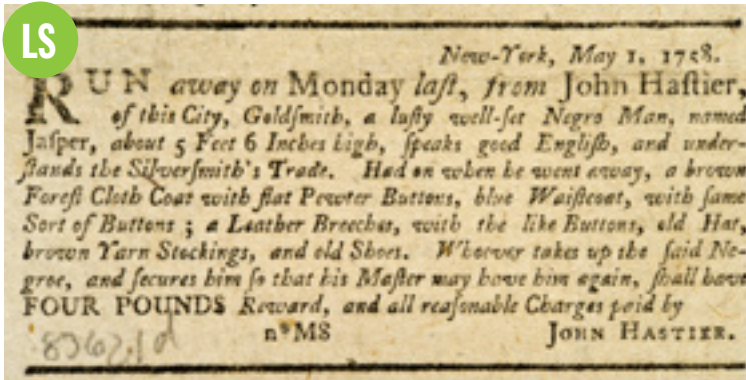 LS
New-York, May 1, 1758.
RUN away on Monday laſt, from John Haſtier,
of this City, Goldſmith, a luſty well-ſet Negro Man, named
Jaſper, about 5 Feet 6 Inches high, ſpeaks good Engliſh, and under-
ſtands the Silverſmith's Trade. Had on when he went away, a brown
Foreſt Cloth Coat with flat Pewter Buttons, blue Waiſtcoat, with ſame
Sort of Buttons ; a Leather Breeches, with the like Buttons, old Hat,
brown Yarn Stockings, and old Shoes. Whoever takes up the ſaid Ne-
groe, and ſecures him ſo that his Maſter may have him again, ſhall have
FOUR POUNDS Reward, and all reaſonable Charges paid by
JOHN HASTIER.